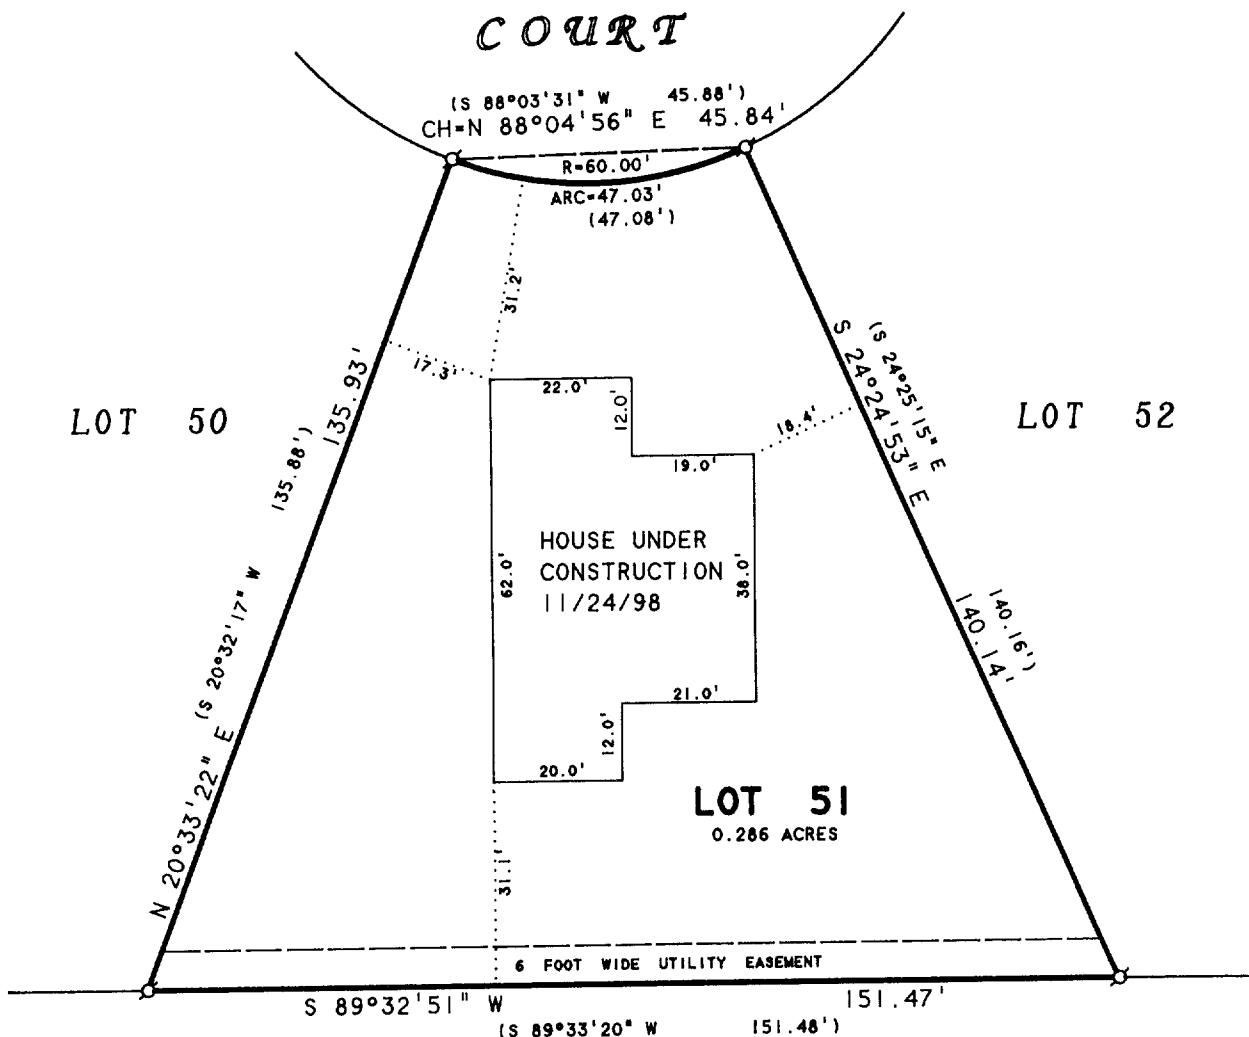 COURT
(S 88°03'31" W 45.88')
CH=N 88°04'56" E 45.84'
R=60.00'
ARC=47.03'
(47.08')
31.2'
17.3'
22.0'
12.0'
19.0'
18.4'
LOT 50
135.93'
(S 20°32'17" W 135.88')
N 20°33'22" E
S 24°24'53" E
(S 24°25'15" E
LOT 52
HOUSE UNDER
CONSTRUCTION
11/24/98
62.0'
38.0'
140.16')
140.14'
21.0'
12.0'
20.0'
LOT 51
0.286 ACRES
31.1'
6 FOOT WIDE UTILITY EASEMENT
S 89°32'51" W 151.47'
(S 89°33'20" W 151.48')